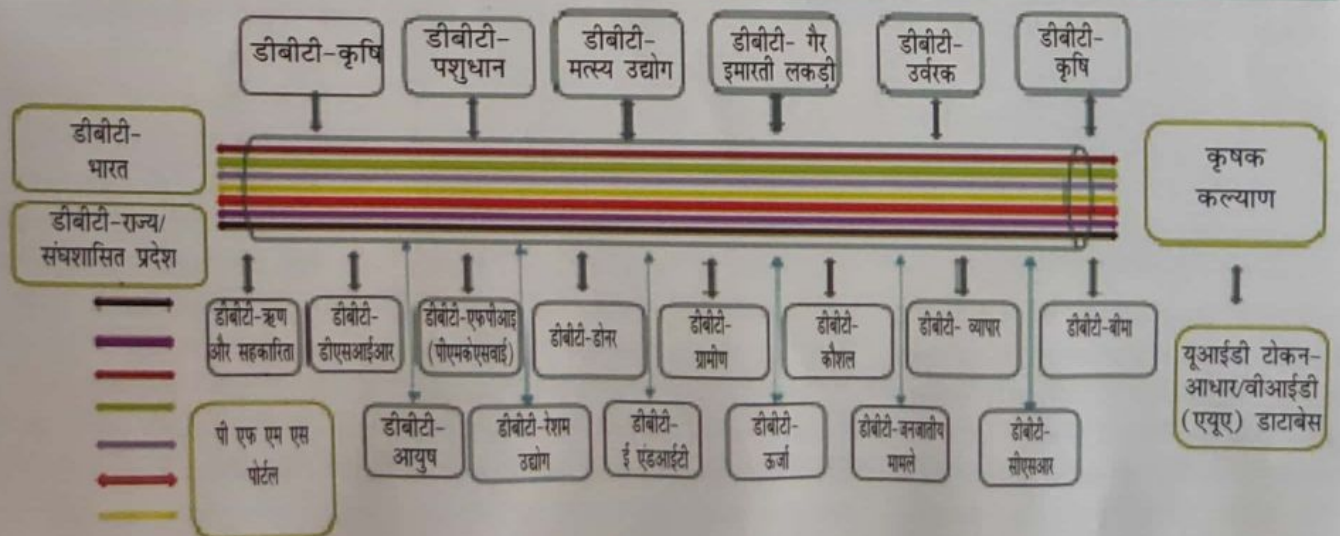 डीबीटी-कृषि
डीबीटी-
पशुधान
डीबीटी-
मत्स्य उद्योग
डीबीटी- गैर
इमारती लकड़ी
डीबीटी-
उर्वरक
डीबीटी-
कृषि
डीबीटी-
भारत
कृषक
कल्याण
डीबीटी-राज्य/
संघशासित प्रदेश
डीबीटी-ऋण
और सहकारिता
डीबीटी-
डीएसआईआर
डीबीटी-एफपीआइ
(पीएमकेएसवाई)
डीबीटी-डोनर
डीबीटी-
ग्रामीण
डीबीटी-
कौशल
डीबीटी- व्यापार
डीबीटी-बीमा
यूआईडी टोकन-
आधार/वीआईडी
(एयूए) डाटाबेस
पी एफ एम एस
पोर्टल
डीबीटी-
आयुष
डीबीटी-रेशम
उद्योग
डीबीटी-
ई एंडआईटी
डीबीटी-
ऊर्जा
डीबीटी-जनजातीय
मामले
डीबीटी-
सीएसआर